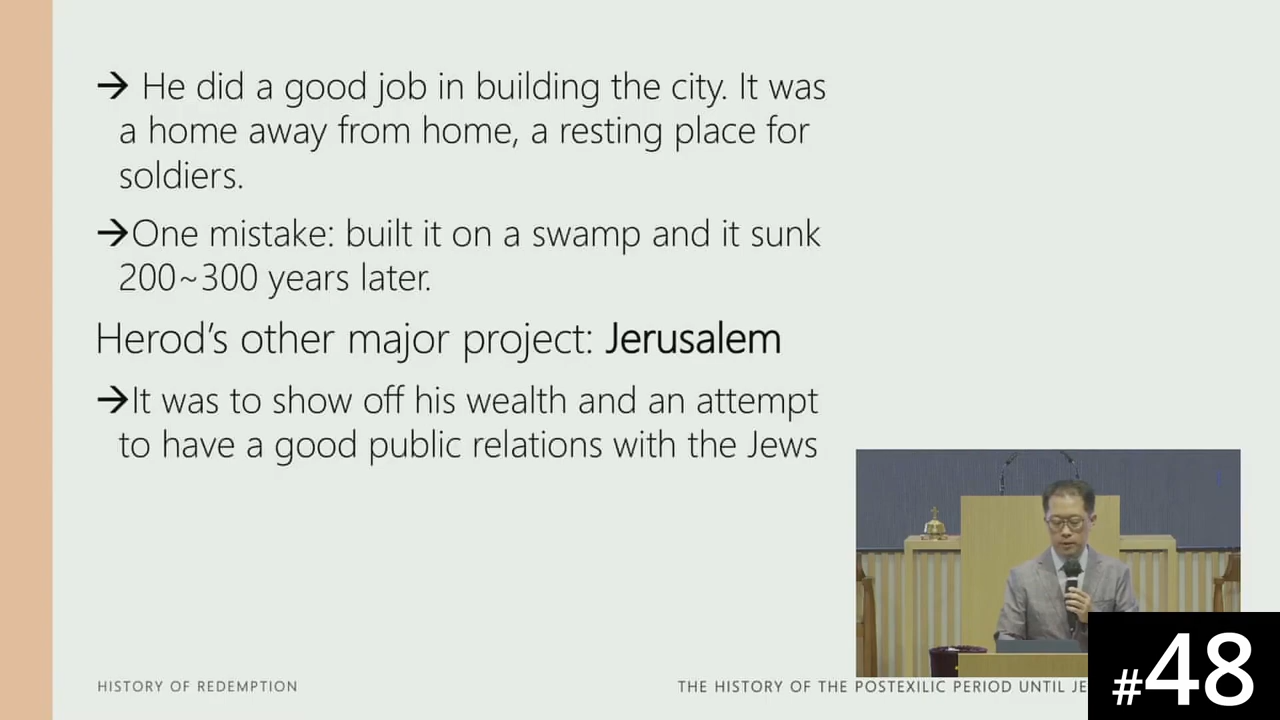 → He did a good job in building the city. It was
a home away from home, a resting place for
soldiers.
→One mistake: built it on a swamp and it sunk
200~300 years later.
Herod’s other major project: Jerusalem
→It was to show off his wealth and an attempt
to have a good public relations with the Jews
HISTORY OF REDEMPTION
THE HISTORY OF THE POSTEXILIC PERIOD UNTIL JE
#48